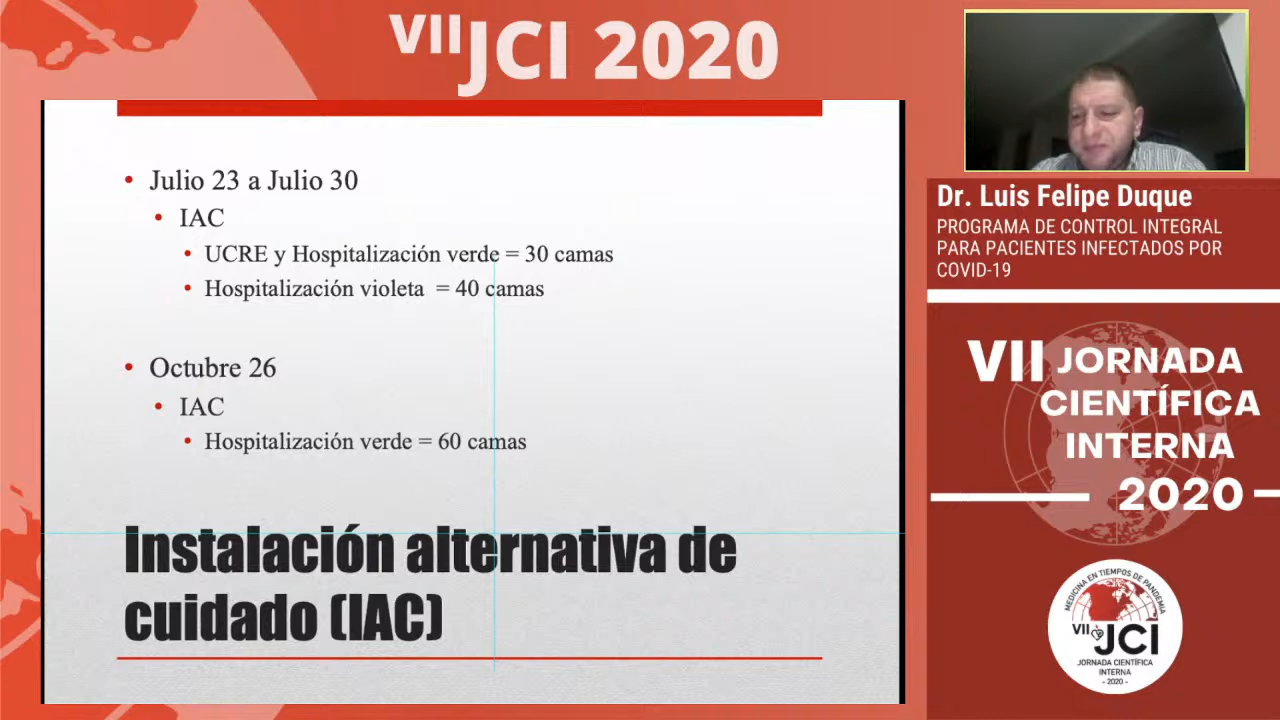 VII JCI 2020
• Julio 23 a Julio 30
• IAC
• UCRE y Hospitalización verde = 30 camas
• Hospitalización violeta = 40 camas
• Octubre 26
• IAC
• Hospitalización verde = 60 camas
Instalación alternativa de
cuidado (IAC)
Dr. Luis Felipe Duque
PROGRAMA DE CONTROL INTEGRAL
PARA PACIENTES INFECTADOS POR
COVID-19
VII JORNADA
CIENTÍFICA
INTERNA
2020
MEDICINA EN TIEMPOS DE PANDEMIA
VII JCI
JORNADA CIENTÍFICA
INTERNA
- 2020 -